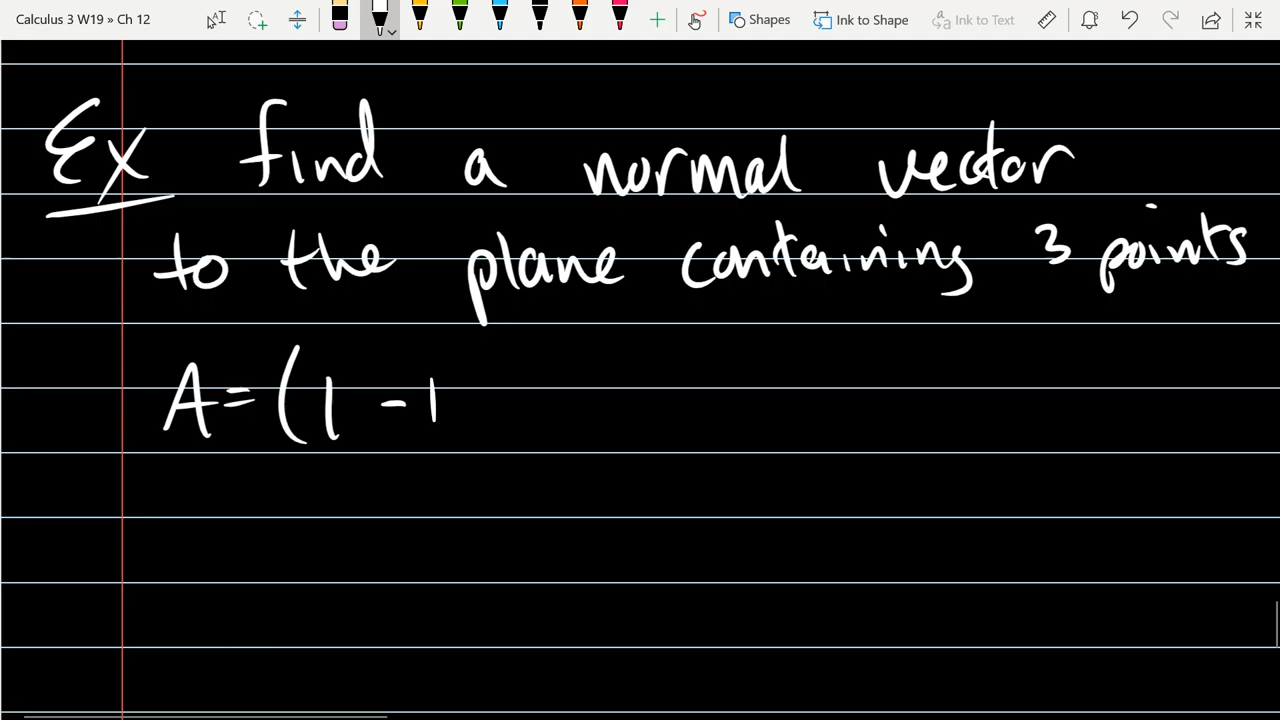 Calculus 3 W19 » Ch 12
Shapes
Ink to Shape
Ink to Text
Ex find a normal vector
to the plane containing 3 points
A = (1 -1